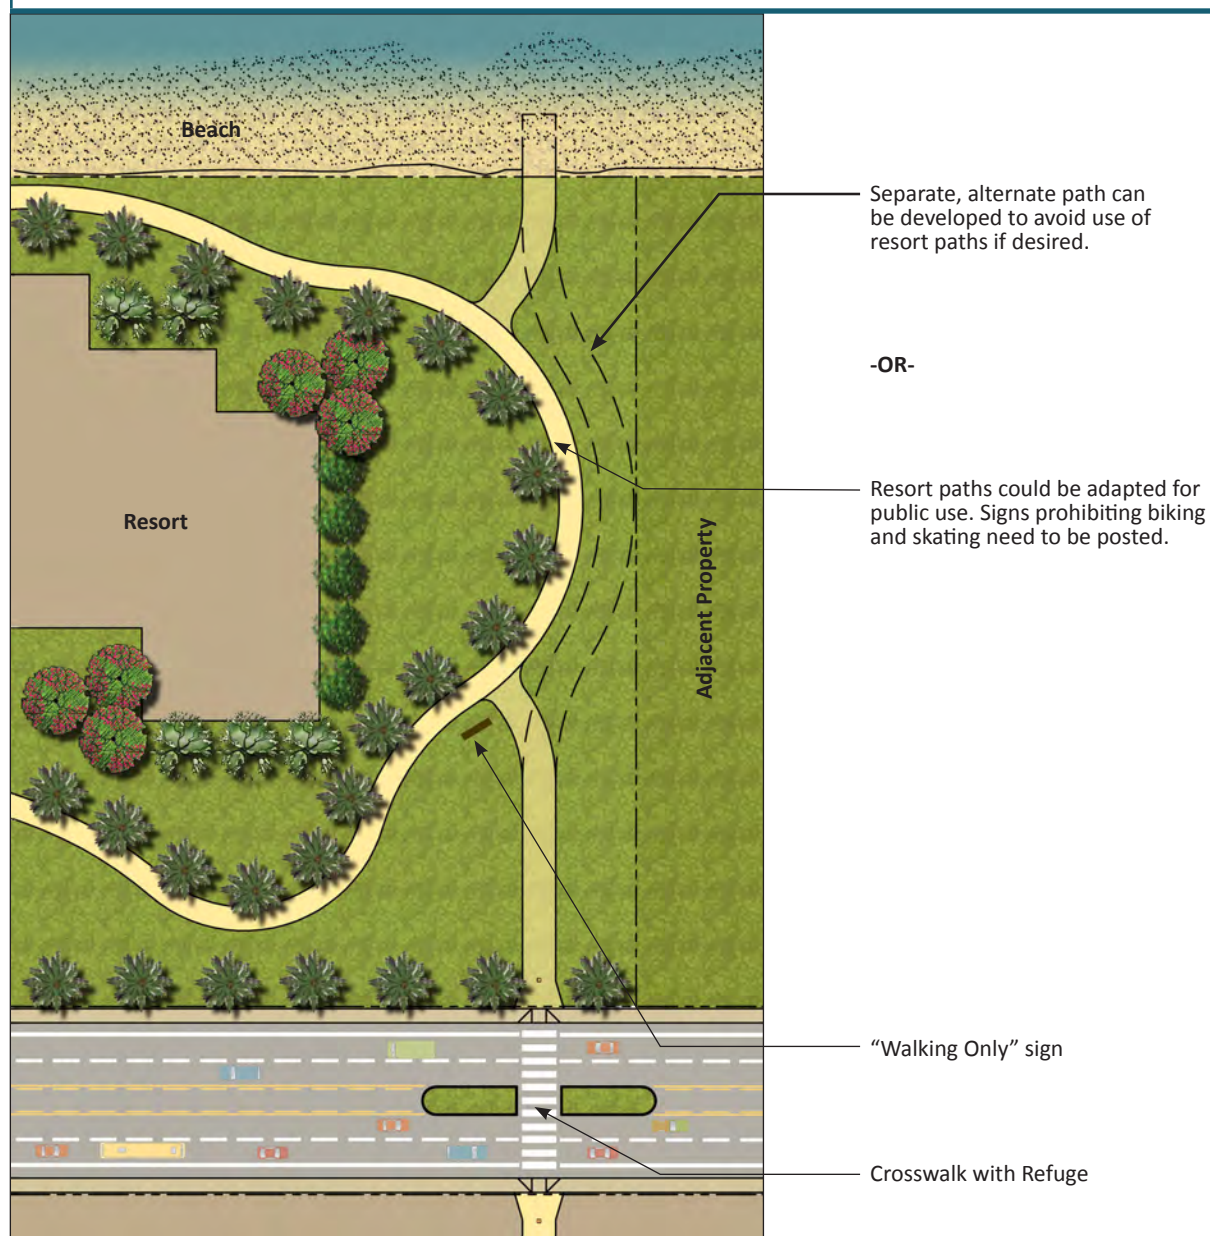 Beach
Separate, alternate path can
be developed to avoid use of
resort paths if desired.
-OR-
Resort paths could be adapted for
public use. Signs prohibiting biking
and skating need to be posted.
Resort
Adjacent Property
“Walking Only” sign
Crosswalk with Refuge